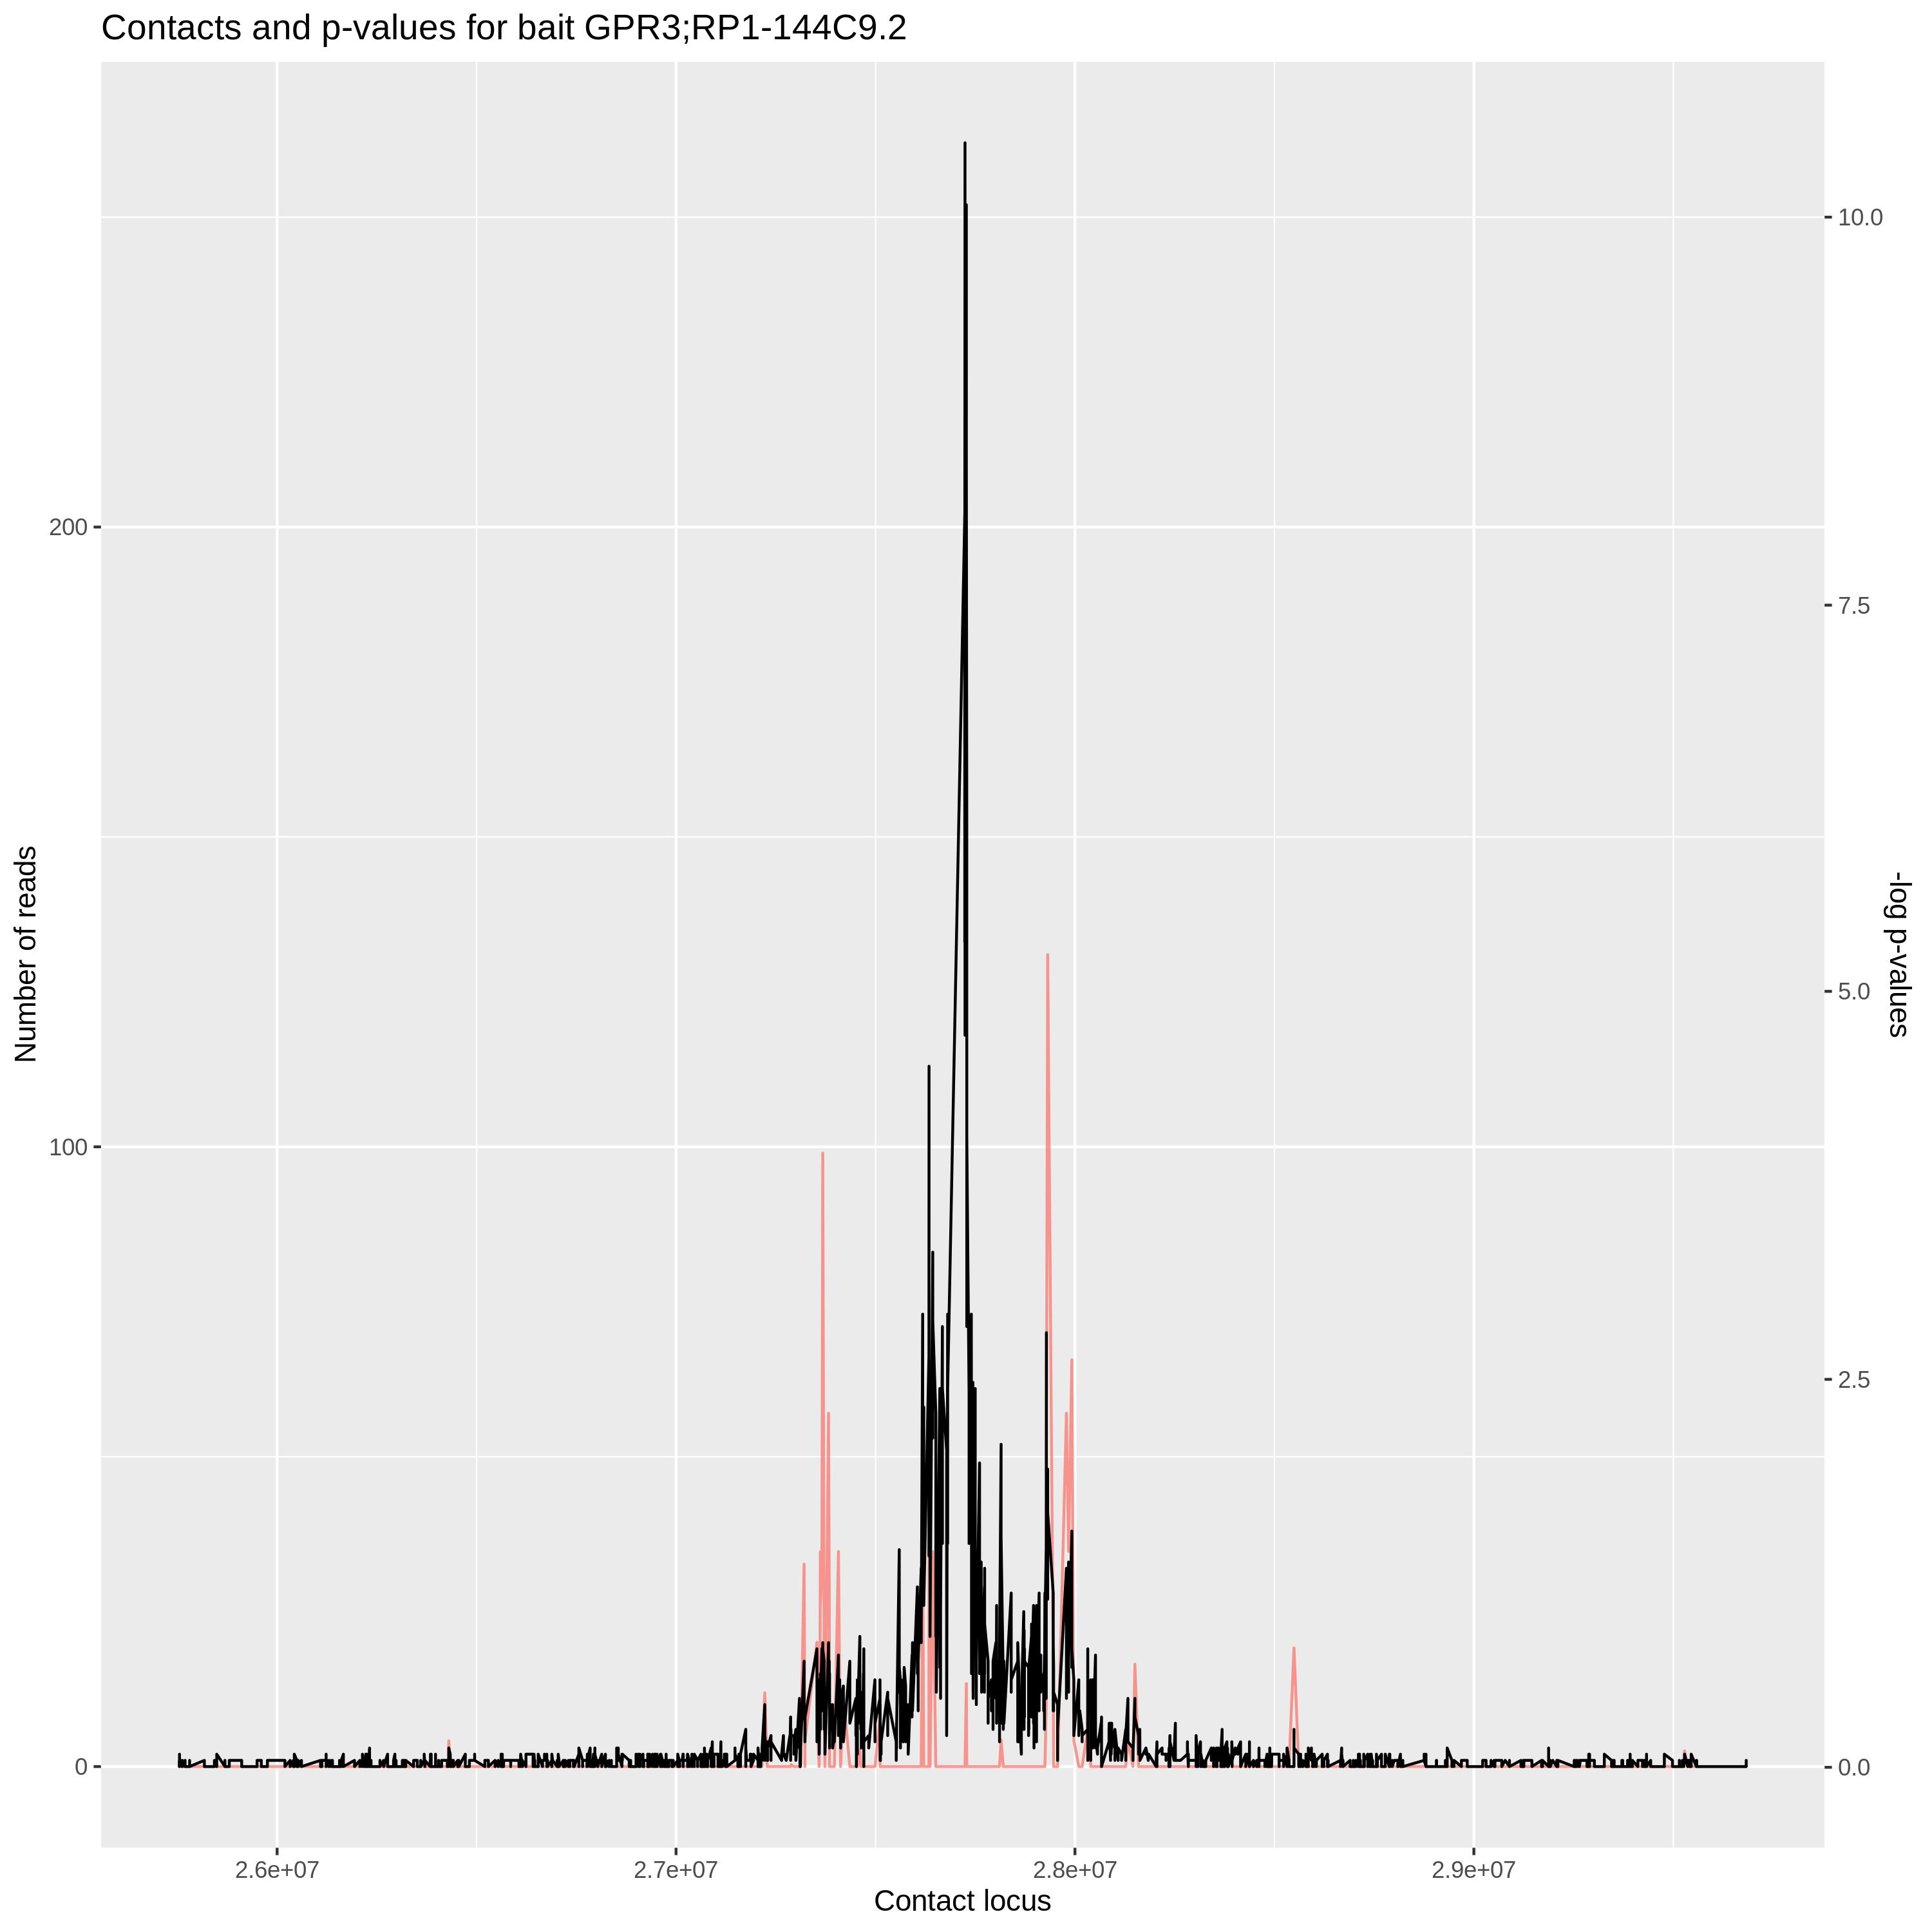 Contacts and p-values for bait GPR3;RP1-144C9.2
Number of reads
200
100
0
10.0
7.5
5.0
2.5
0.0
-log p-values
2.6e+07
2.7e+07
2.8e+07
2.9e+07
Contact locus